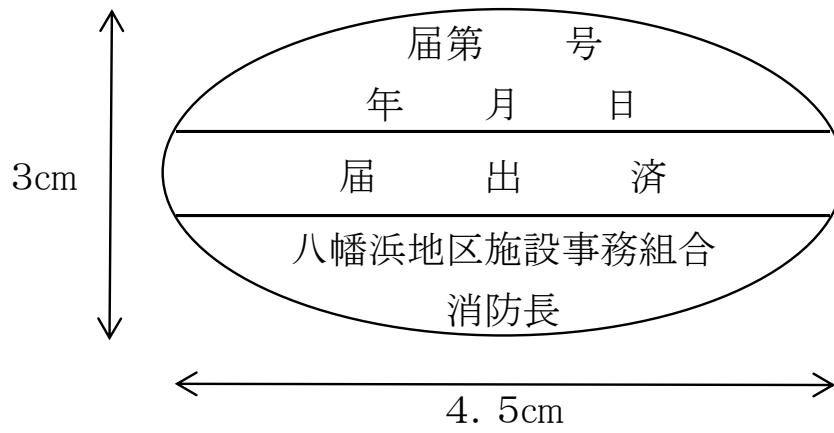 届第　　号
年　　月　　日
3cm
届　　出　　済
八幡浜地区施設事務組合
消防長
4. 5cm